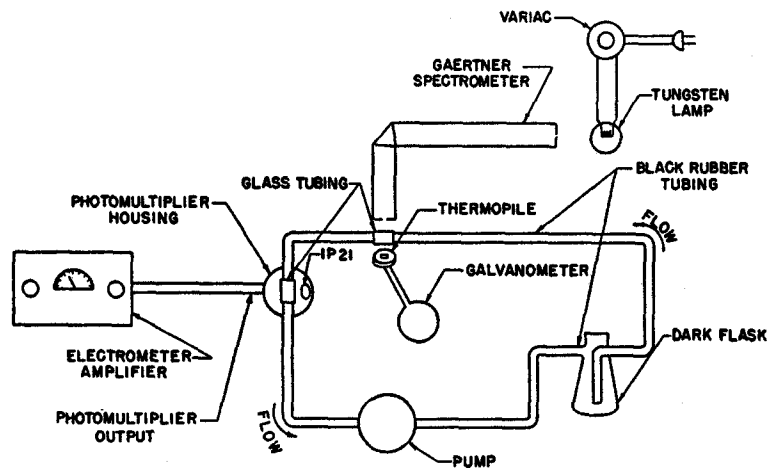 VARIAC
GAERTNER
SPECTROMETER
TUNGSTEN
LAMP
BLACK RUBBER
TUBING
GLASS TUBING
PHOTOMULTIPLIER
HOUSING
THERMOPILE
FLOW
1P21
GALVANOMETER
DARK FLASK
ELECTROMETER
AMPLIFIER
PHOTOMULTIPLIER
OUTPUT
FLOW
PUMP